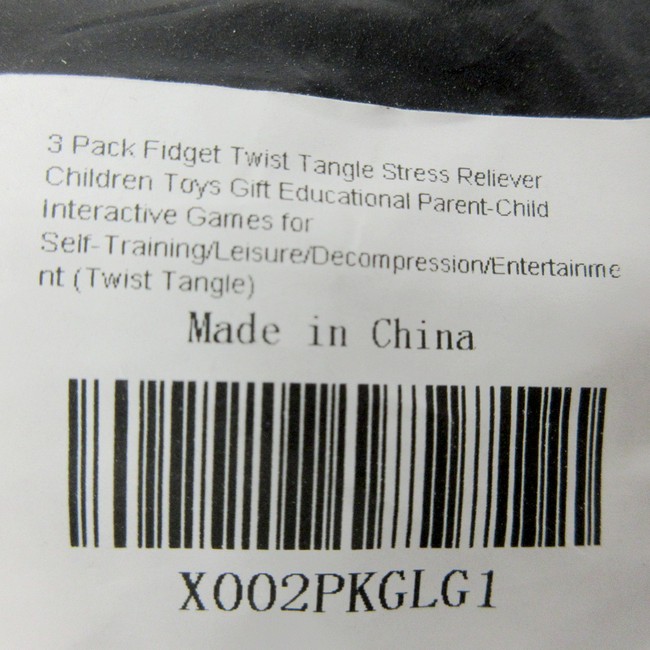 3 Pack Fidget Twist Tangle Stress Reliever
Children Toys Gift Educational Parent-Child
Interactive Games for
Self-Training/Leisure/Decompression/Entertainme
nt (Twist Tangle)
Made in China
X002PKGLG1